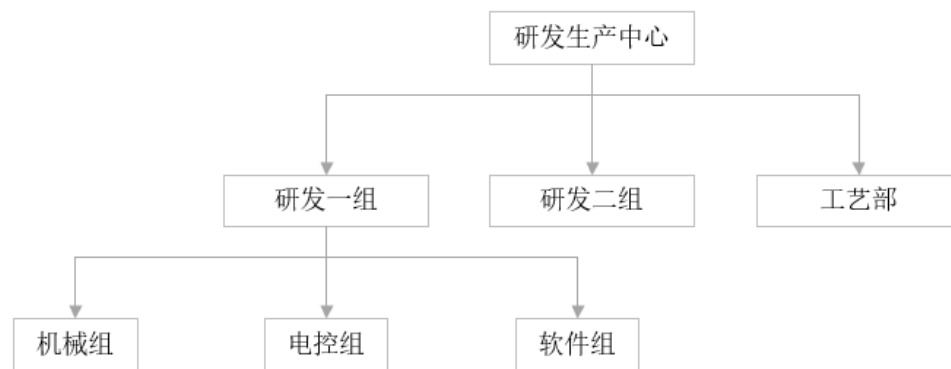 研发生产中心
研发一组
研发二组
工艺部
机械组
电控组
软件组